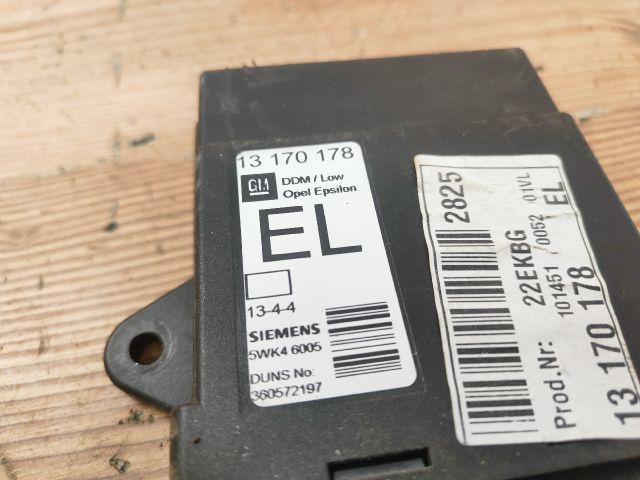 13 170 178
GM DDM / Low
Opel Epsilon
EL
13-4-4
SIEMENS
5WK4 6005
DUNS No:
360572197
2825
Prod.Nr: 22EKBG
101451 / 0052 01VL
13 170 178 EL